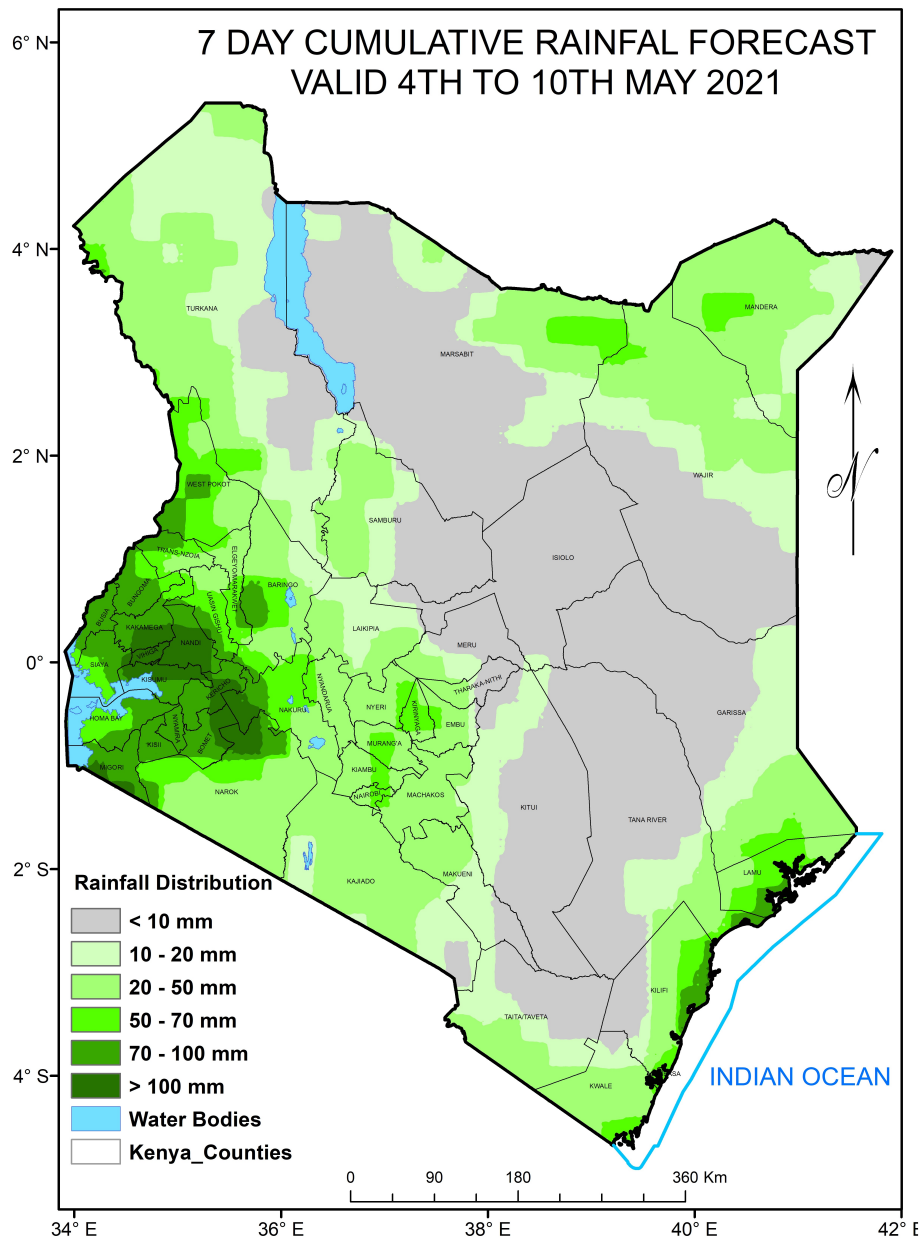 7 DAY CUMULATIVE RAINFAL FORECAST
VALID 4TH TO 10TH MAY 2021
6° N
4° N
2° N
0°
2° S
4° S
TURKANA
MARSABIT
MANDERA
WEST POKOT
WAJIR
SAMBURU
ISIOLO
TRANS-NZOIA
ELGEYO-MARAKWET
BARINGO
BUNGOMA
UASIN GISHU
BUSIA
KAKAMEGA
NANDI
LAIKIPIA
MERU
VIHIGA
SIAYA
KISUMU
KERICHO
NYANDARUA
THARAKA-NITHI
HOMA BAY
NYAMIRA
NAKURU
NYERI
KIRINYAGA
EMBU
GARISSA
KISII
BOMET
MURANG'A
MIGORI
KIAMBU
NAROK
NAIROBI
MACHAKOS
KITUI
TANA RIVER
KAJIADO
MAKUENI
LAMU
KILIFI
TAITA/TAVETA
KWALE
N
INDIAN OCEAN
Rainfall Distribution
< 10 mm
10 - 20 mm
20 - 50 mm
50 - 70 mm
70 - 100 mm
> 100 mm
Water Bodies
Kenya_Counties
0 90 180 360 Km
34° E 36° E 38° E 40° E 42° E